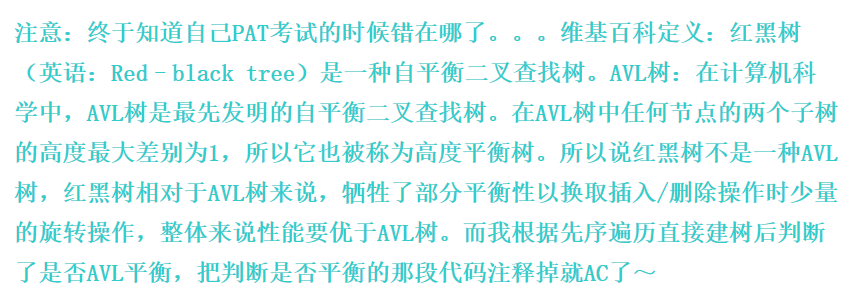 注意：终于知道自己PAT考试的时候错在哪了。。。维基百科定义：红黑树
（英语：Red–black tree）是一种自平衡二叉查找树。AVL树：在计算机科
学中，AVL树是最先发明的自平衡二叉查找树。在AVL树中任何节点的两个子树
的高度最大差别为1，所以它也被称为高度平衡树。所以说红黑树不是一种AVL
树，红黑树相对于AVL树来说，牺牲了部分平衡性以换取插入/删除操作时少量
的旋转操作，整体来说性能要优于AVL树。而我根据先序遍历直接建树后判断
了是否AVL平衡，把判断是否平衡的那段代码注释掉就AC了～